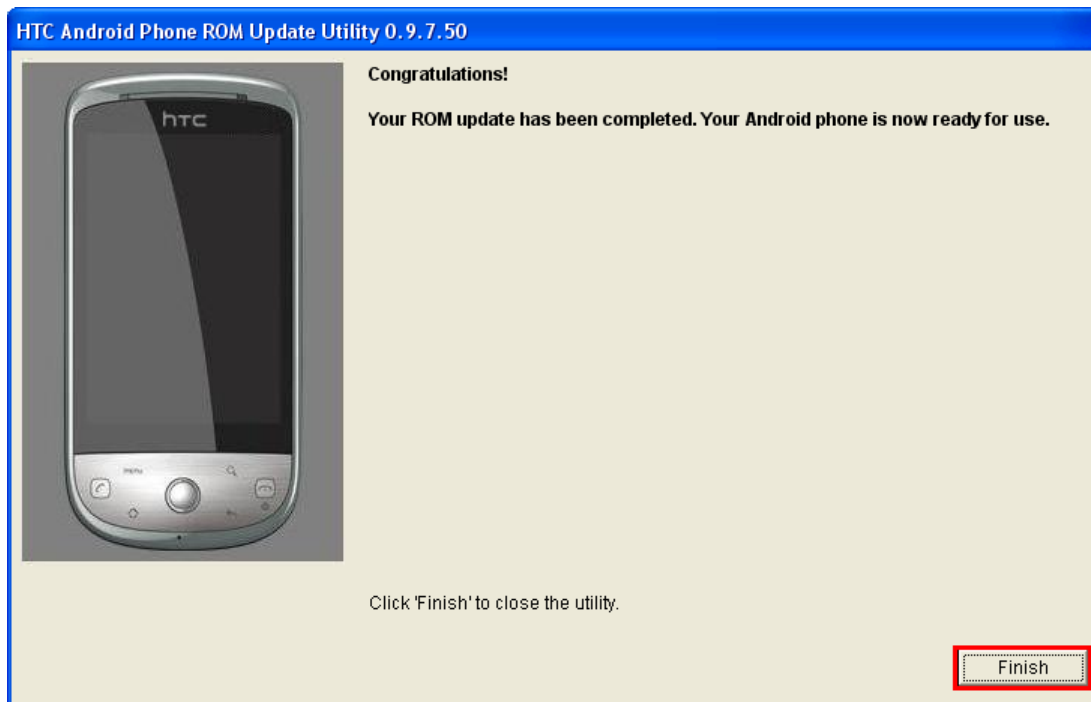 HTC Android Phone ROM Update Utility 0.9.7.50
Congratulations!
Your ROM update has been completed. Your Android phone is now ready for use.
hTC
menu
Click 'Finish' to close the utility.
Finish